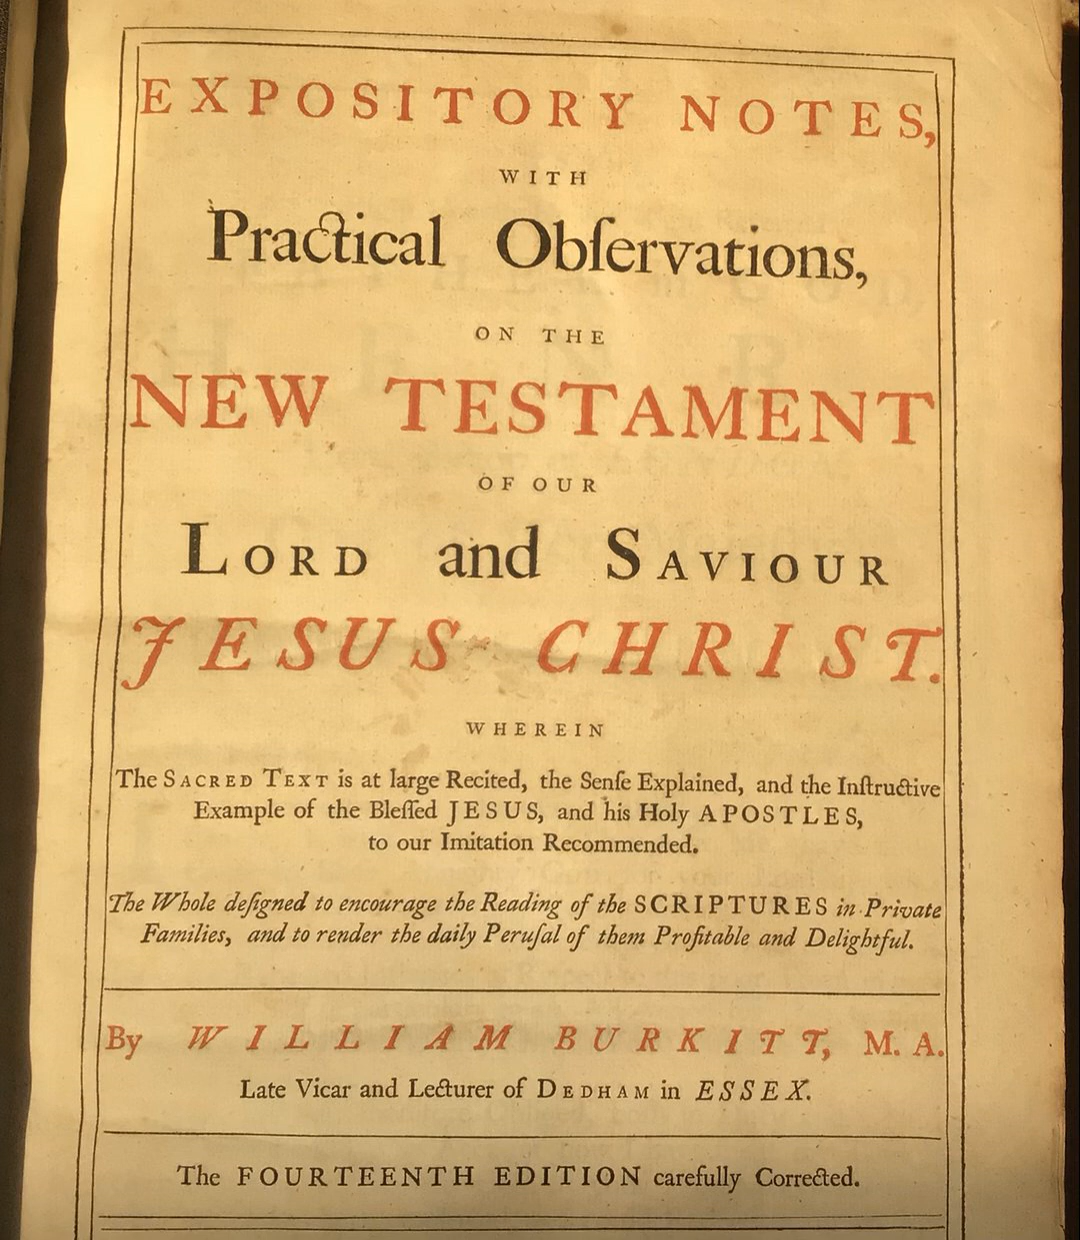 EXPOSITORY NOTES,
WITH
Practical Obſervations,
ON THE
NEW TESTAMENT
OF OUR
LORD and SAVIOUR
JESUS CHRIST.
WHEREIN
The SACRED TEXT is at large Recited, the Senſe Explained, and the Inſtructive
Example of the Bleſſed JESUS, and his Holy APOSTLES,
to our Imitation Recommended.
The Whole deſigned to encourage the Reading of the SCRIPTURES in Private
Families, and to render the daily Peruſal of them Profitable and Delightful.
By WILLIAM BURKITT, M. A.
Late Vicar and Lecturer of DEDHAM in ESSEX.
The FOURTEENTH EDITION carefully Corrected.